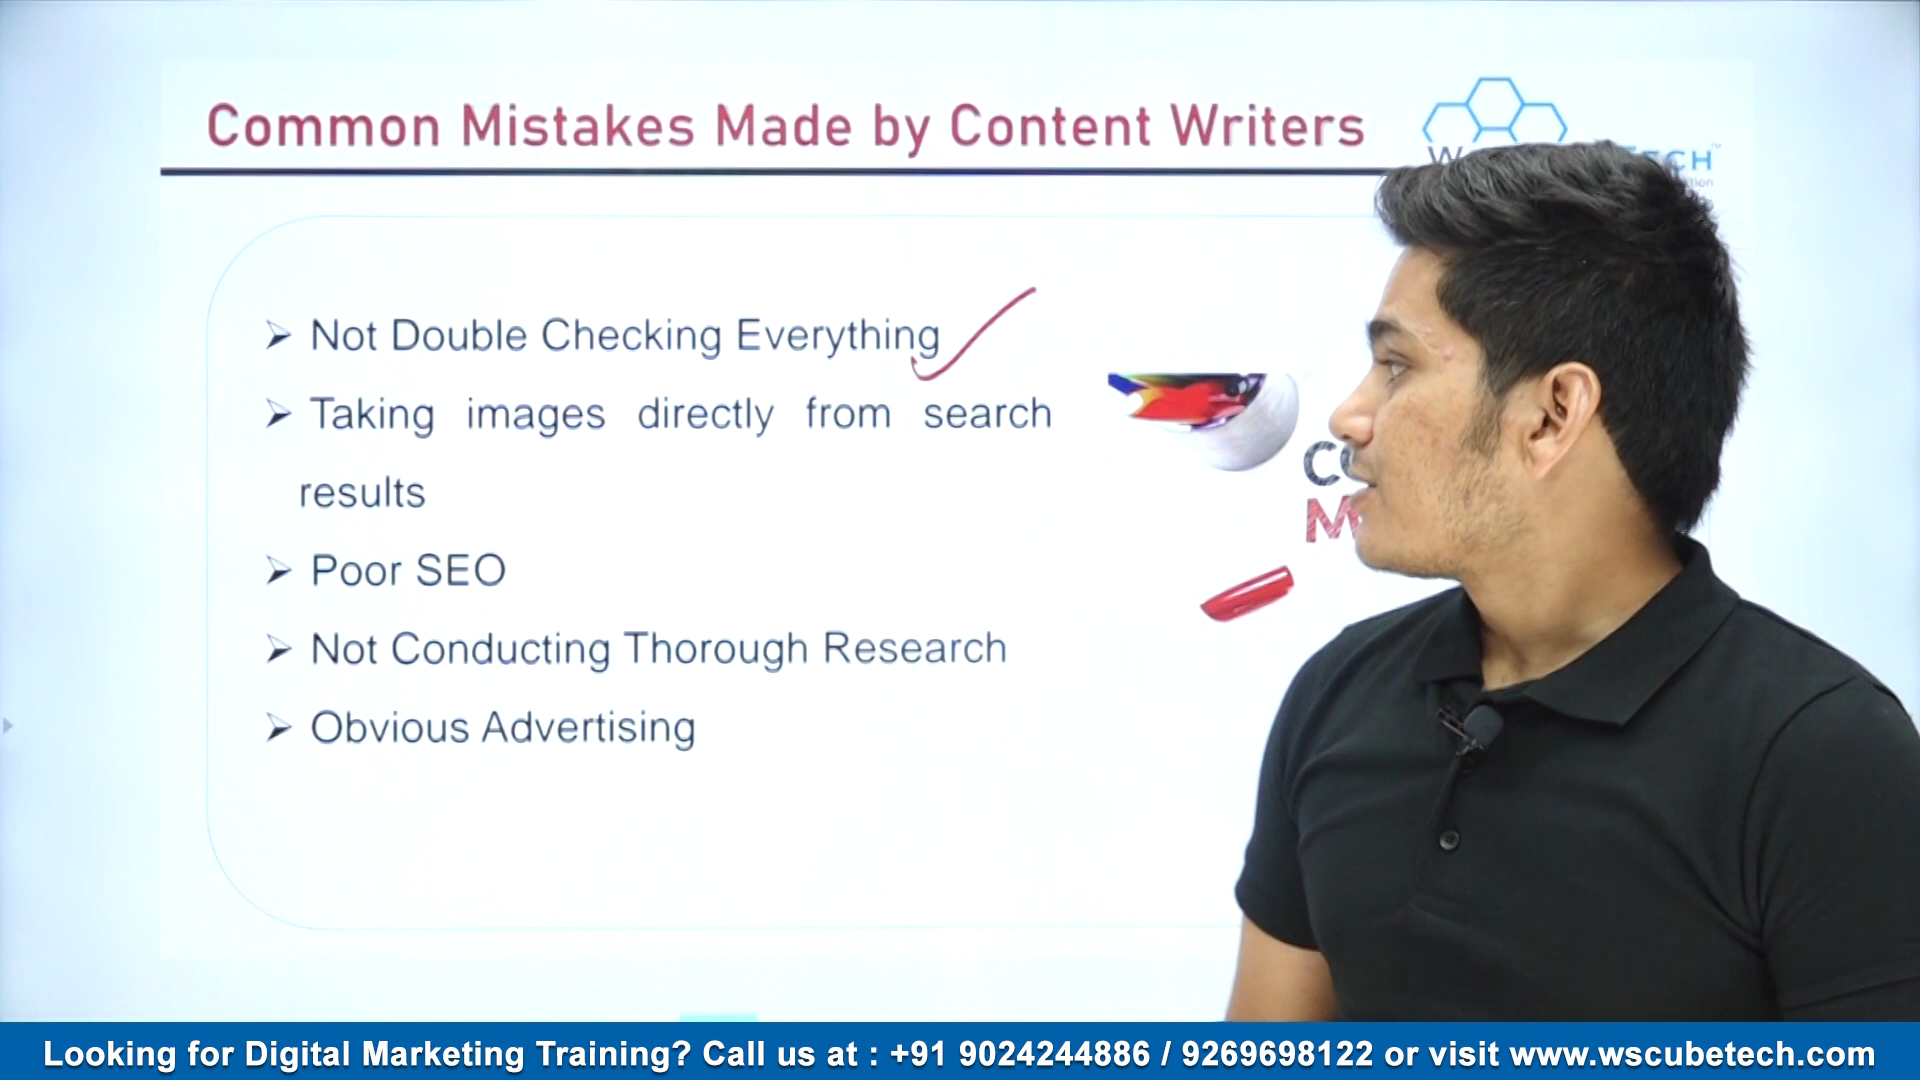 Common Mistakes Made by Content Writers
➢ Not Double Checking Everything
➢ Taking images directly from search
results
➢ Poor SEO
➢ Not Conducting Thorough Research
➢ Obvious Advertising
Looking for Digital Marketing Training? Call us at : +91 9024244886 / 9269698122 or visit www.wscubetech.com